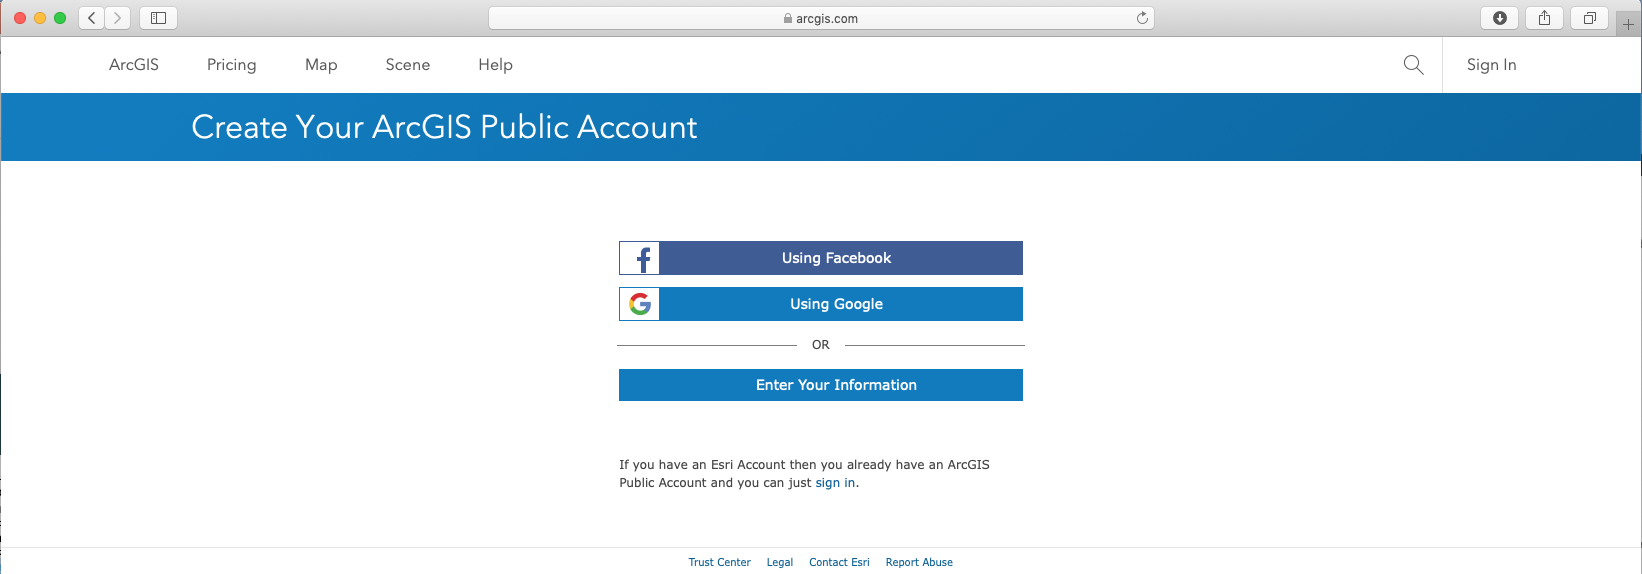 arcgis.com
ArcGIS Pricing Map Scene Help Sign In
Create Your ArcGIS Public Account
Using Facebook
Using Google
OR
Enter Your Information
If you have an Esri Account then you already have an ArcGIS
Public Account and you can just sign in.
Trust Center Legal Contact Esri Report Abuse